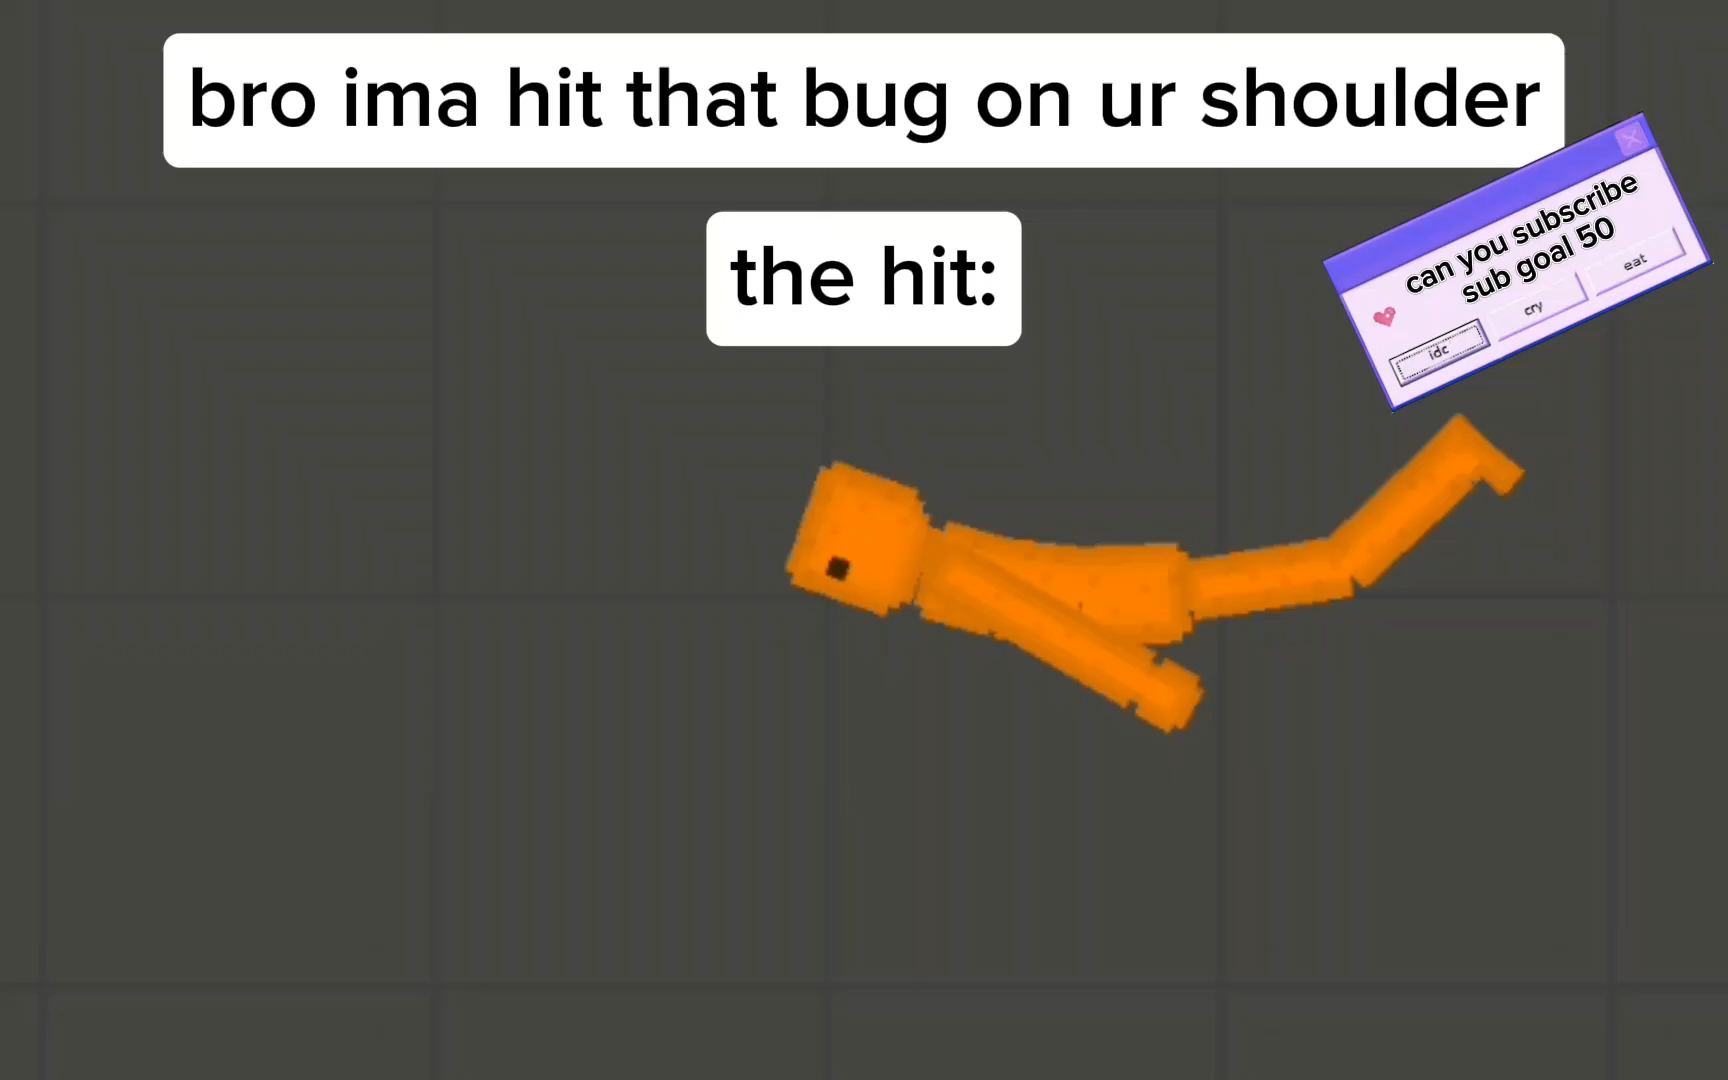 bro ima hit that bug on ur shoulder
the hit:
can you subscribe
sub goal 50
idc
cry
eat